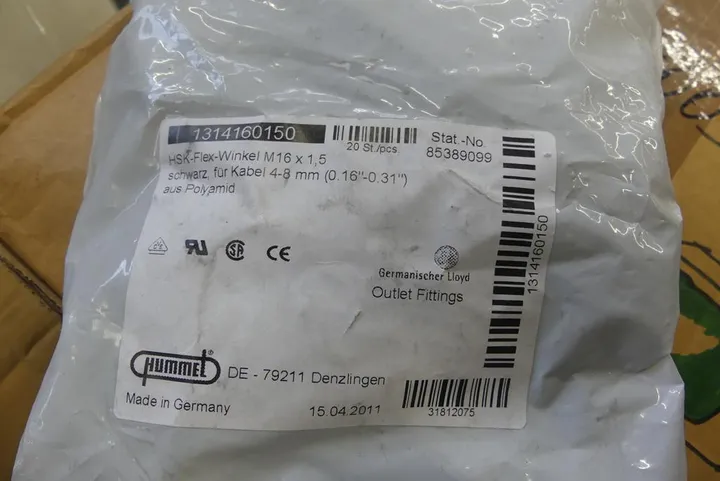 1314160150
20 St./pcs.
Stat.-No.
85389099
HSK-Flex-Winkel M16 x 1,5
schwarz, für Kabel 4-8 mm (0.16"-0.31")
aus Polyamid
CE
Germanischer Lloyd
Outlet Fittings
1314160150
HUMMEL®
DE - 79211 Denzlingen
Made in Germany
15.04.2011
31812075